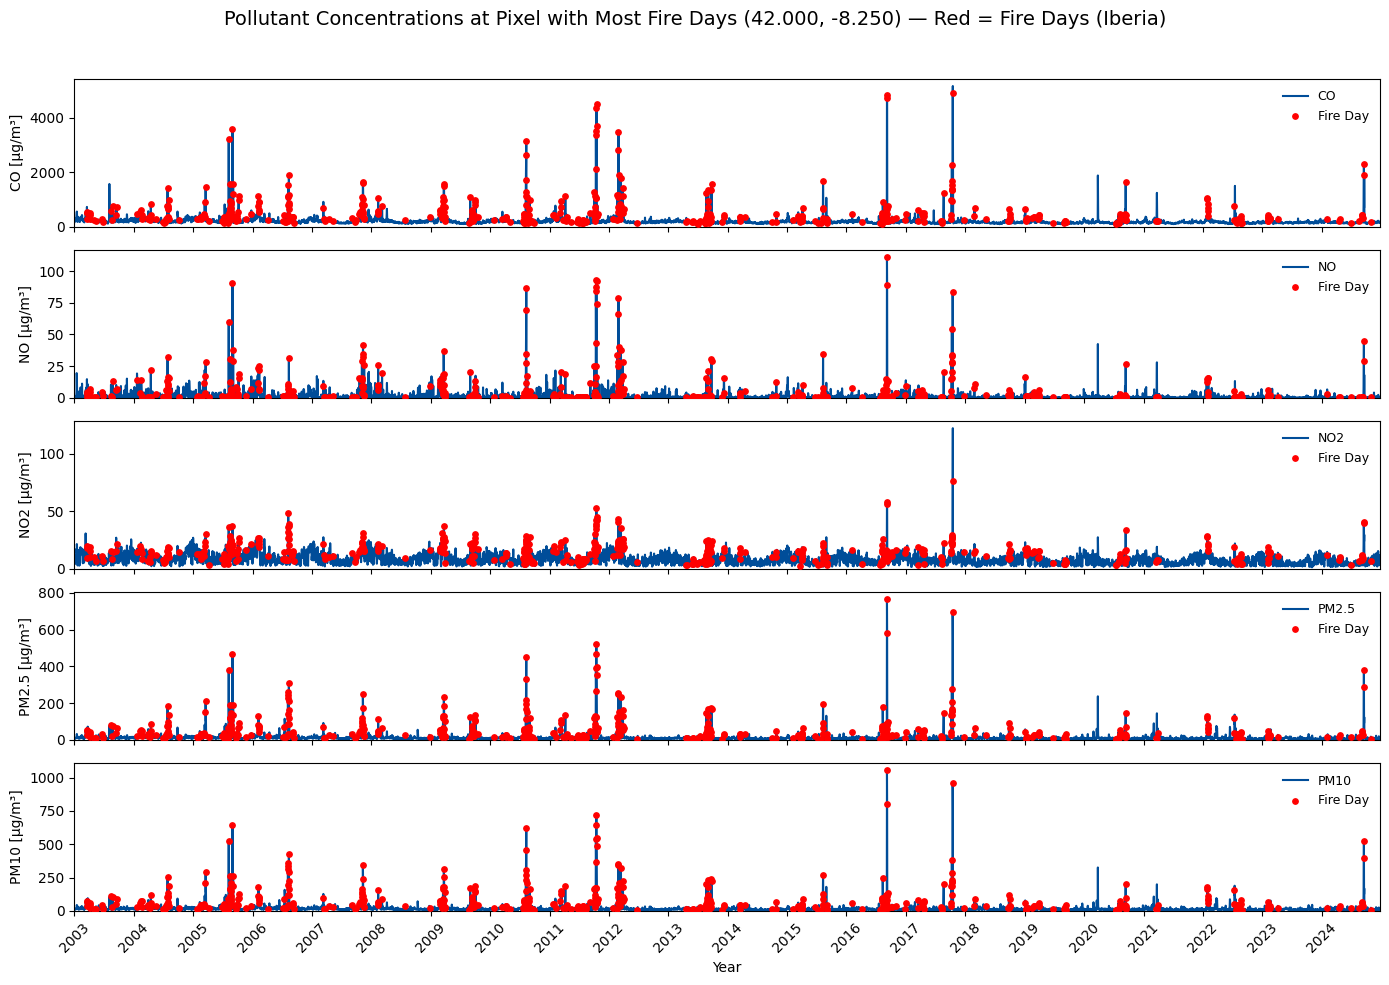 Pollutant Concentrations at Pixel with Most Fire Days (42.000, -8.250) — Red = Fire Days (Iberia)
CO [µg/m³]
4000
2000
0
CO
Fire Day
NO [µg/m³]
100
75
50
25
0
NO
Fire Day
NO2 [µg/m³]
100
50
0
NO2
Fire Day
PM2.5 [µg/m³]
800
600
400
200
0
PM2.5
Fire Day
PM10 [µg/m³]
1000
750
500
250
0
PM10
Fire Day
2003 2004 2005 2006 2007 2008 2009 2010 2011 2012 2013 2014 2015 2016 2017 2018 2019 2020 2021 2022 2023 2024
Year